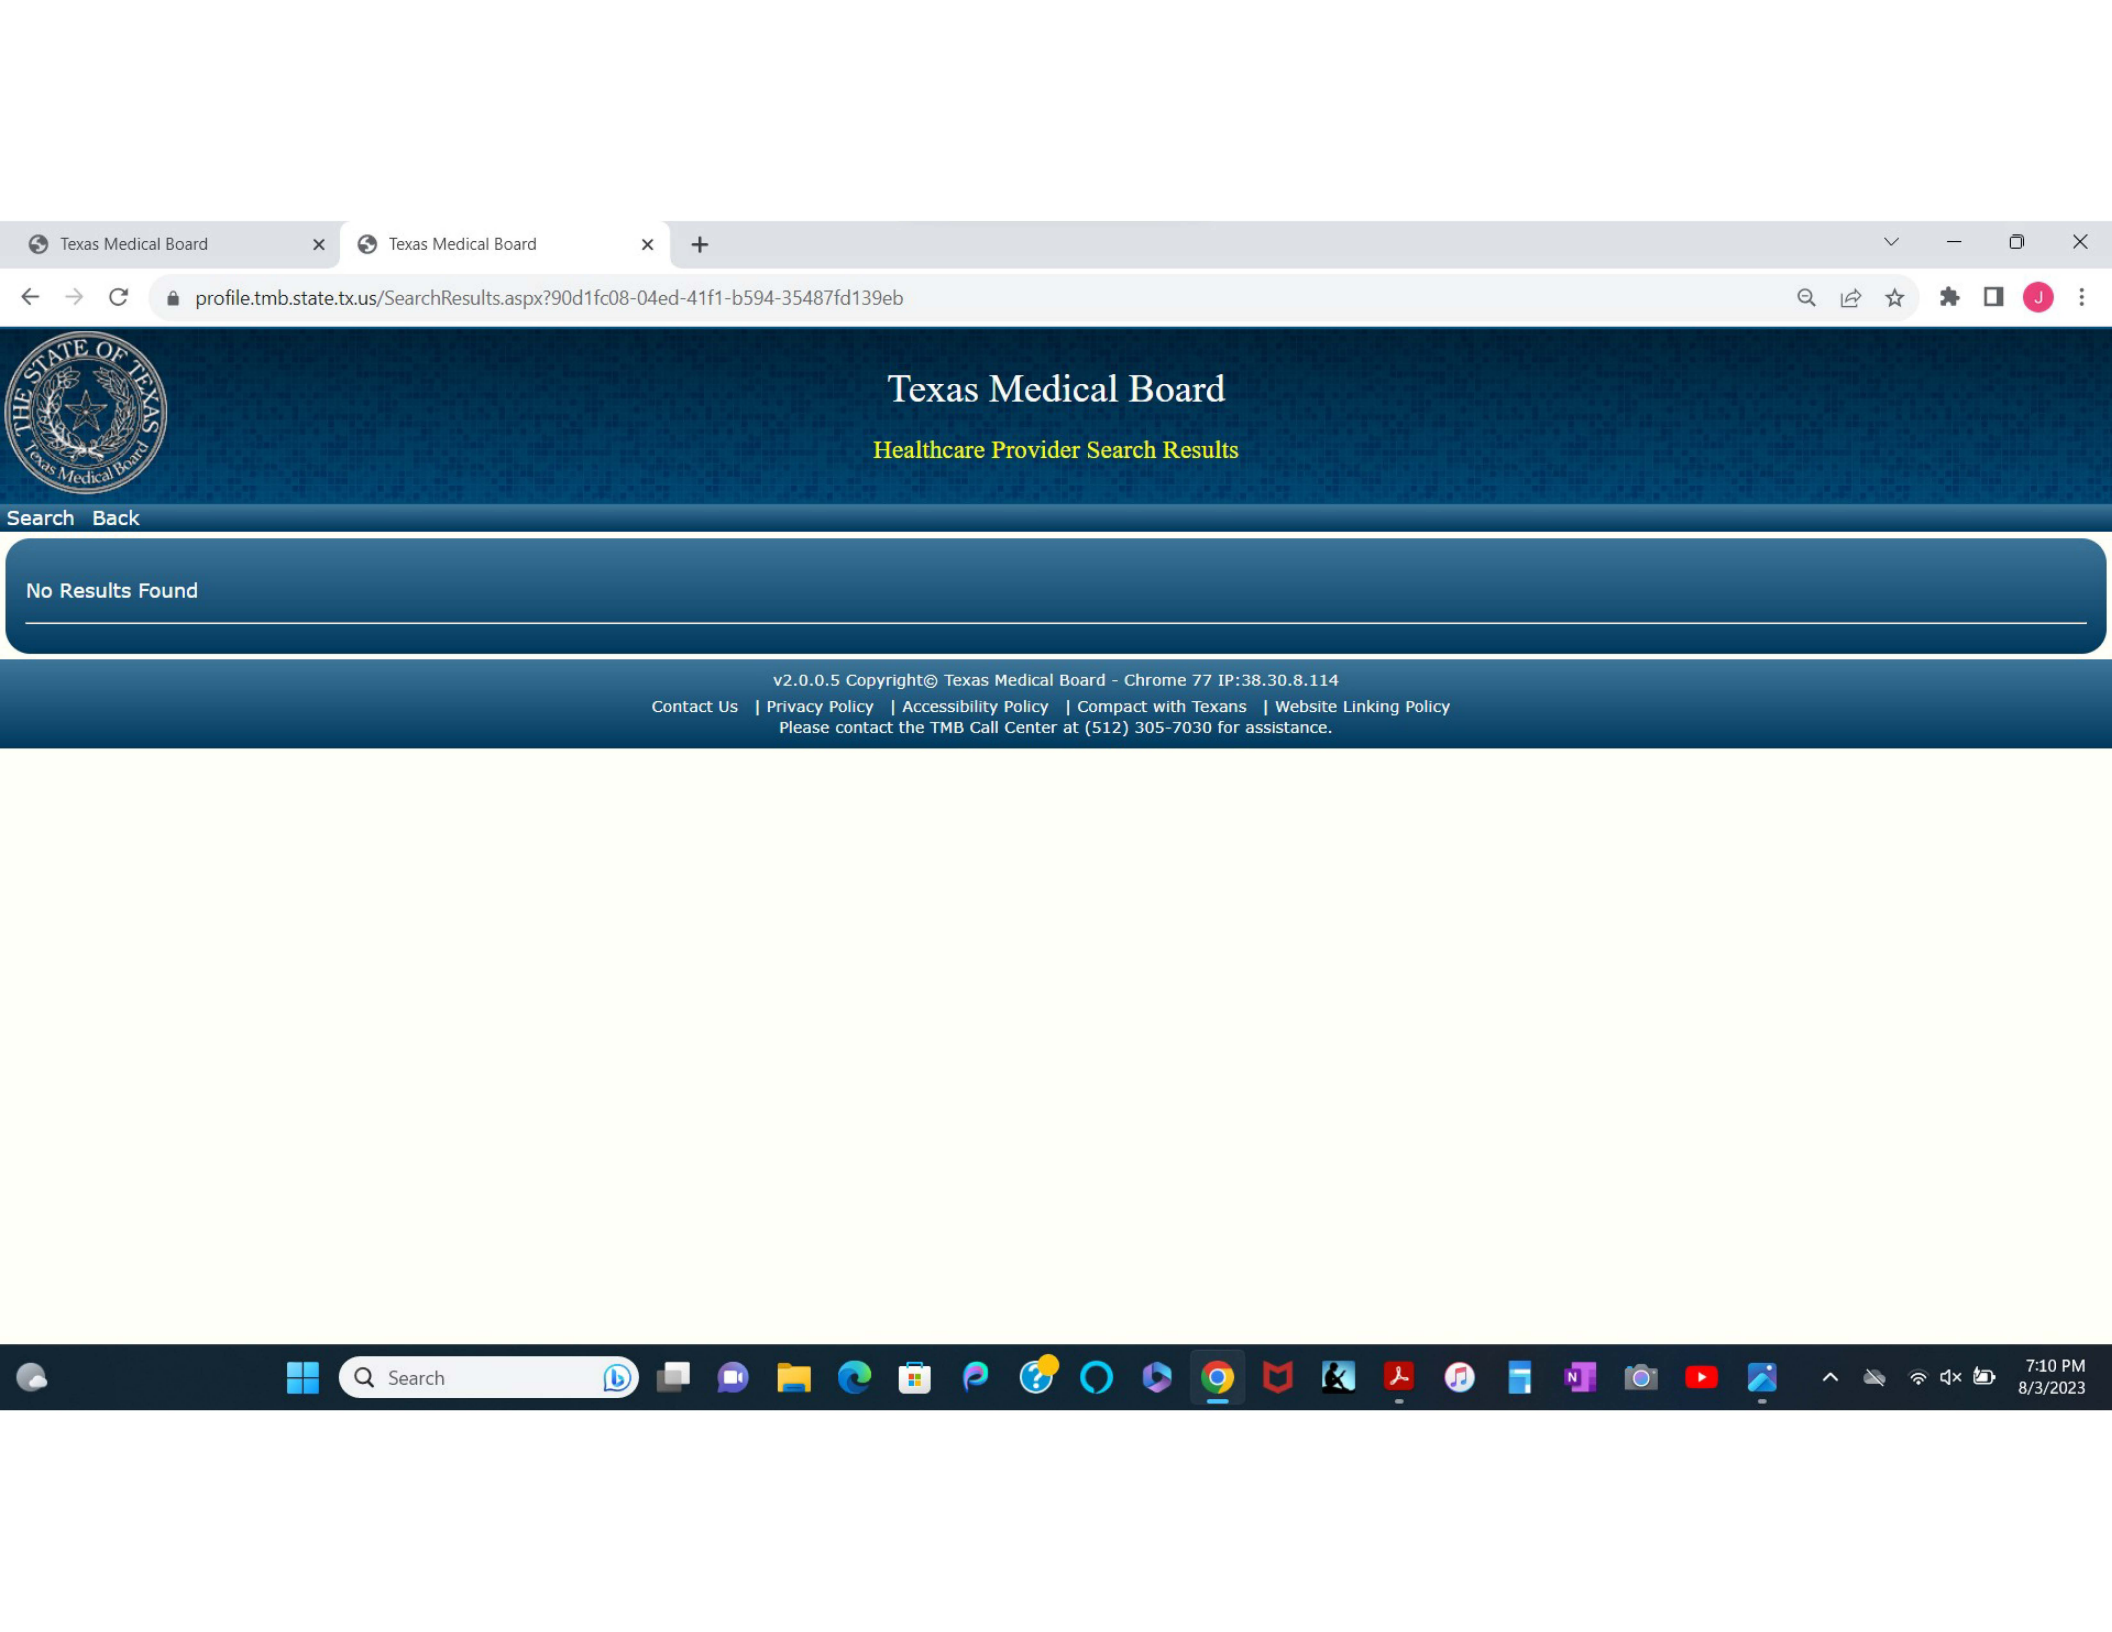 Texas Medical Board
Texas Medical Board
profile.tmb.state.tx.us/SearchResults.aspx?90d1fc08-04ed-41f1-b594-35487fd139eb
J
THE STATE OF TEXAS
Texas Medical Board
Texas Medical Board
Healthcare Provider Search Results
Search Back
No Results Found
v2.0.0.5 Copyright© Texas Medical Board - Chrome 77 IP:38.30.8.114
Contact Us | Privacy Policy | Accessibility Policy | Compact with Texans | Website Linking Policy
Please contact the TMB Call Center at (512) 305-7030 for assistance.
Search
N
7:10 PM
8/3/2023